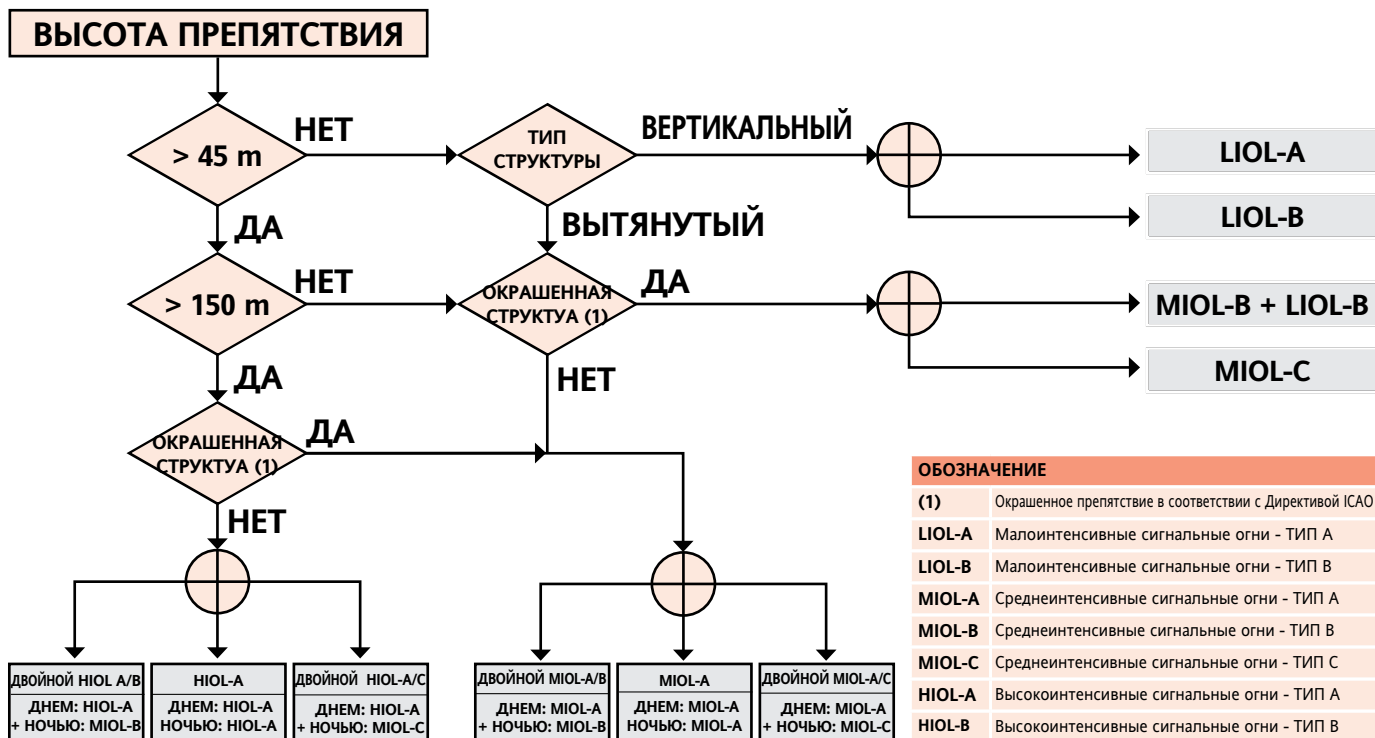 ВЫСОТА ПРЕПЯТСТВИЯ
> 45 m
НЕТ
ТИП
СТРУКТУРЫ
ВЕРТИКАЛЬНЫЙ
LIOL-A
LIOL-B
ДА
ВЫТЯНУТЫЙ
> 150 m
НЕТ
ОКРАШЕННАЯ
СТРУКТУА (1)
ДА
MIOL-B + LIOL-B
MIOL-C
ДА
НЕТ
ОКРАШЕННАЯ
СТРУКТУА (1)
ДА
НЕТ
ДВОЙНОЙ HIOL A/B
ДНЕМ: HIOL-A
+ НОЧЬЮ: MIOL-B
HIOL-A
ДНЕМ: HIOL-A
НОЧЬЮ: HIOL-A
ДВОЙНОЙ HIOL-A/C
ДНЕМ: HIOL-A
+ НОЧЬЮ: MIOL-C
ДВОЙНОЙ MIOL-A/B
ДНЕМ: MIOL-A
+ НОЧЬЮ: MIOL-B
MIOL-A
ДНЕМ: MIOL-A
НОЧЬЮ: MIOL-A
ДВОЙНОЙ MIOL-A/C
ДНЕМ: MIOL-A
+ НОЧЬЮ: MIOL-C
ОБОЗНАЧЕНИЕ
(1) Окрашенное препятствие в соответствии с Директивой ICAO
LIOL-A Малоинтенсивные сигнальные огни - ТИП A
LIOL-B Малоинтенсивные сигнальные огни - ТИП B
MIOL-A Среднеинтенсивные сигнальные огни - ТИП A
MIOL-B Среднеинтенсивные сигнальные огни - ТИП B
MIOL-C Среднеинтенсивные сигнальные огни - ТИП C
HIOL-A Высокоинтенсивные сигнальные огни - ТИП A
HIOL-B Высокоинтенсивные сигнальные огни - ТИП B